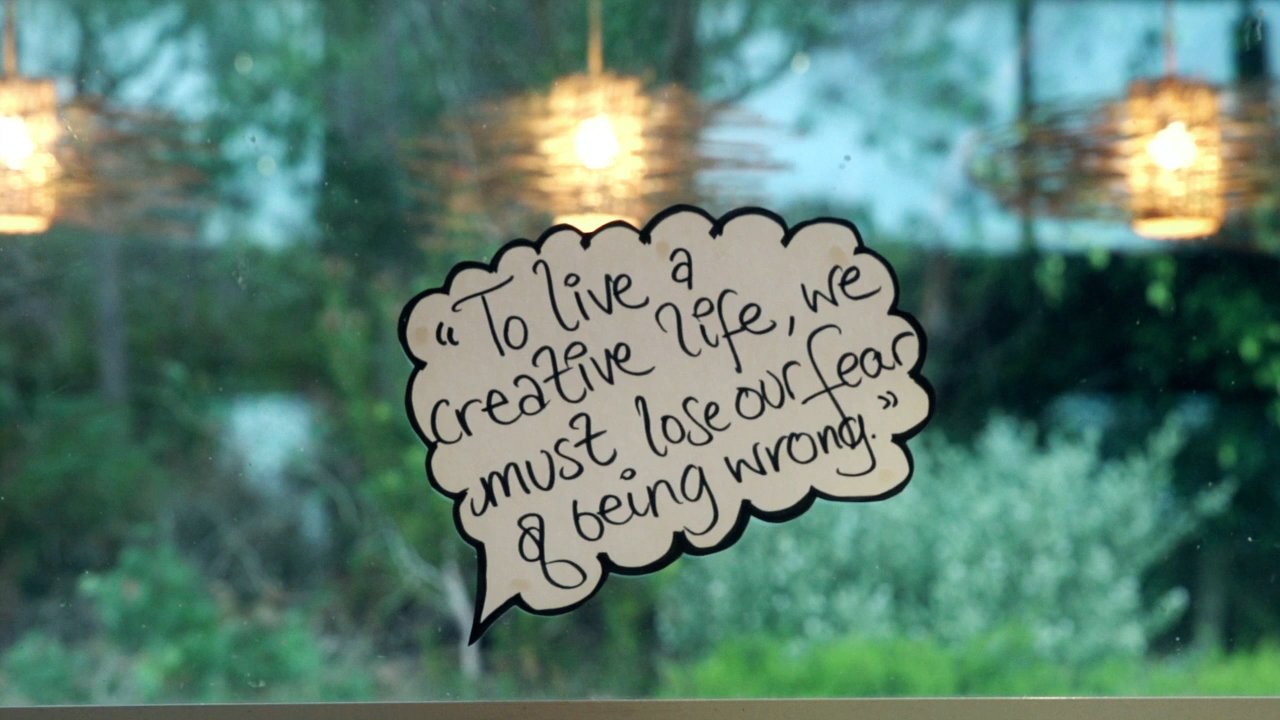 “To live a
creative life, we
must lose our fear
of being wrong.”